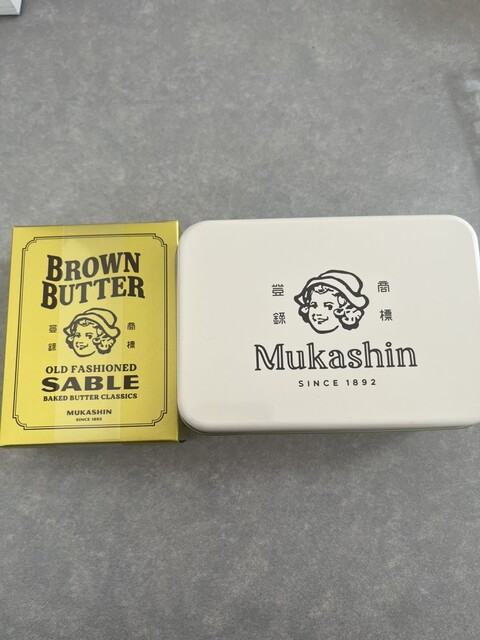 BROWN
BUTTER
登録
商標
OLD FASHIONED
SABLE
BAKED BUTTER CLASSICS
MUKASHIN
SINCE 1892
登録
商標
Mukashin
SINCE 1892